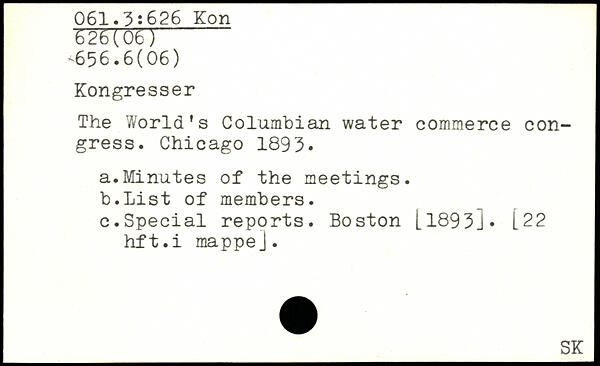 061.3:626 Kon
626(06)
656.6(06)
Kongresser
The World's Columbian water commerce con-
gress. Chicago 1893.
a.Minutes of the meetings.
b.List of members.
c.Special reports. Boston [1893]. [22
hft.i mappe].
SK